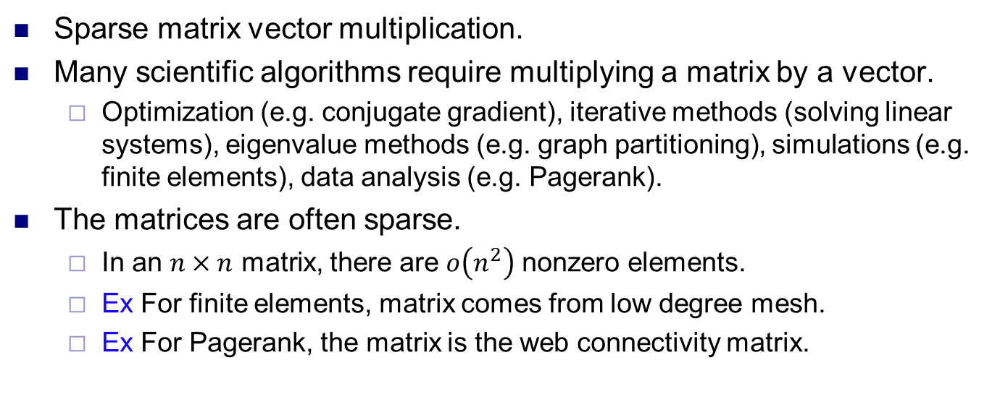 Sparse matrix vector multiplication.
Many scientific algorithms require multiplying a matrix by a vector.
Optimization (e.g. conjugate gradient), iterative methods (solving linear
systems), eigenvalue methods (e.g. graph partitioning), simulations (e.g.
finite elements), data analysis (e.g. Pagerank).
The matrices are often sparse.
In an n × n matrix, there are o(n²) nonzero elements.
Ex For finite elements, matrix comes from low degree mesh.
Ex For Pagerank, the matrix is the web connectivity matrix.